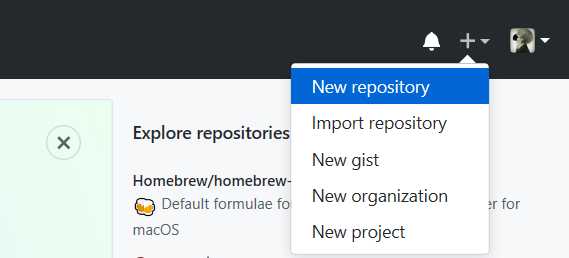 New repository
Import repository
New gist
New organization
New project
Explore repositories
Homebrew/homebrew-
Default formulae fo
er for
macOS